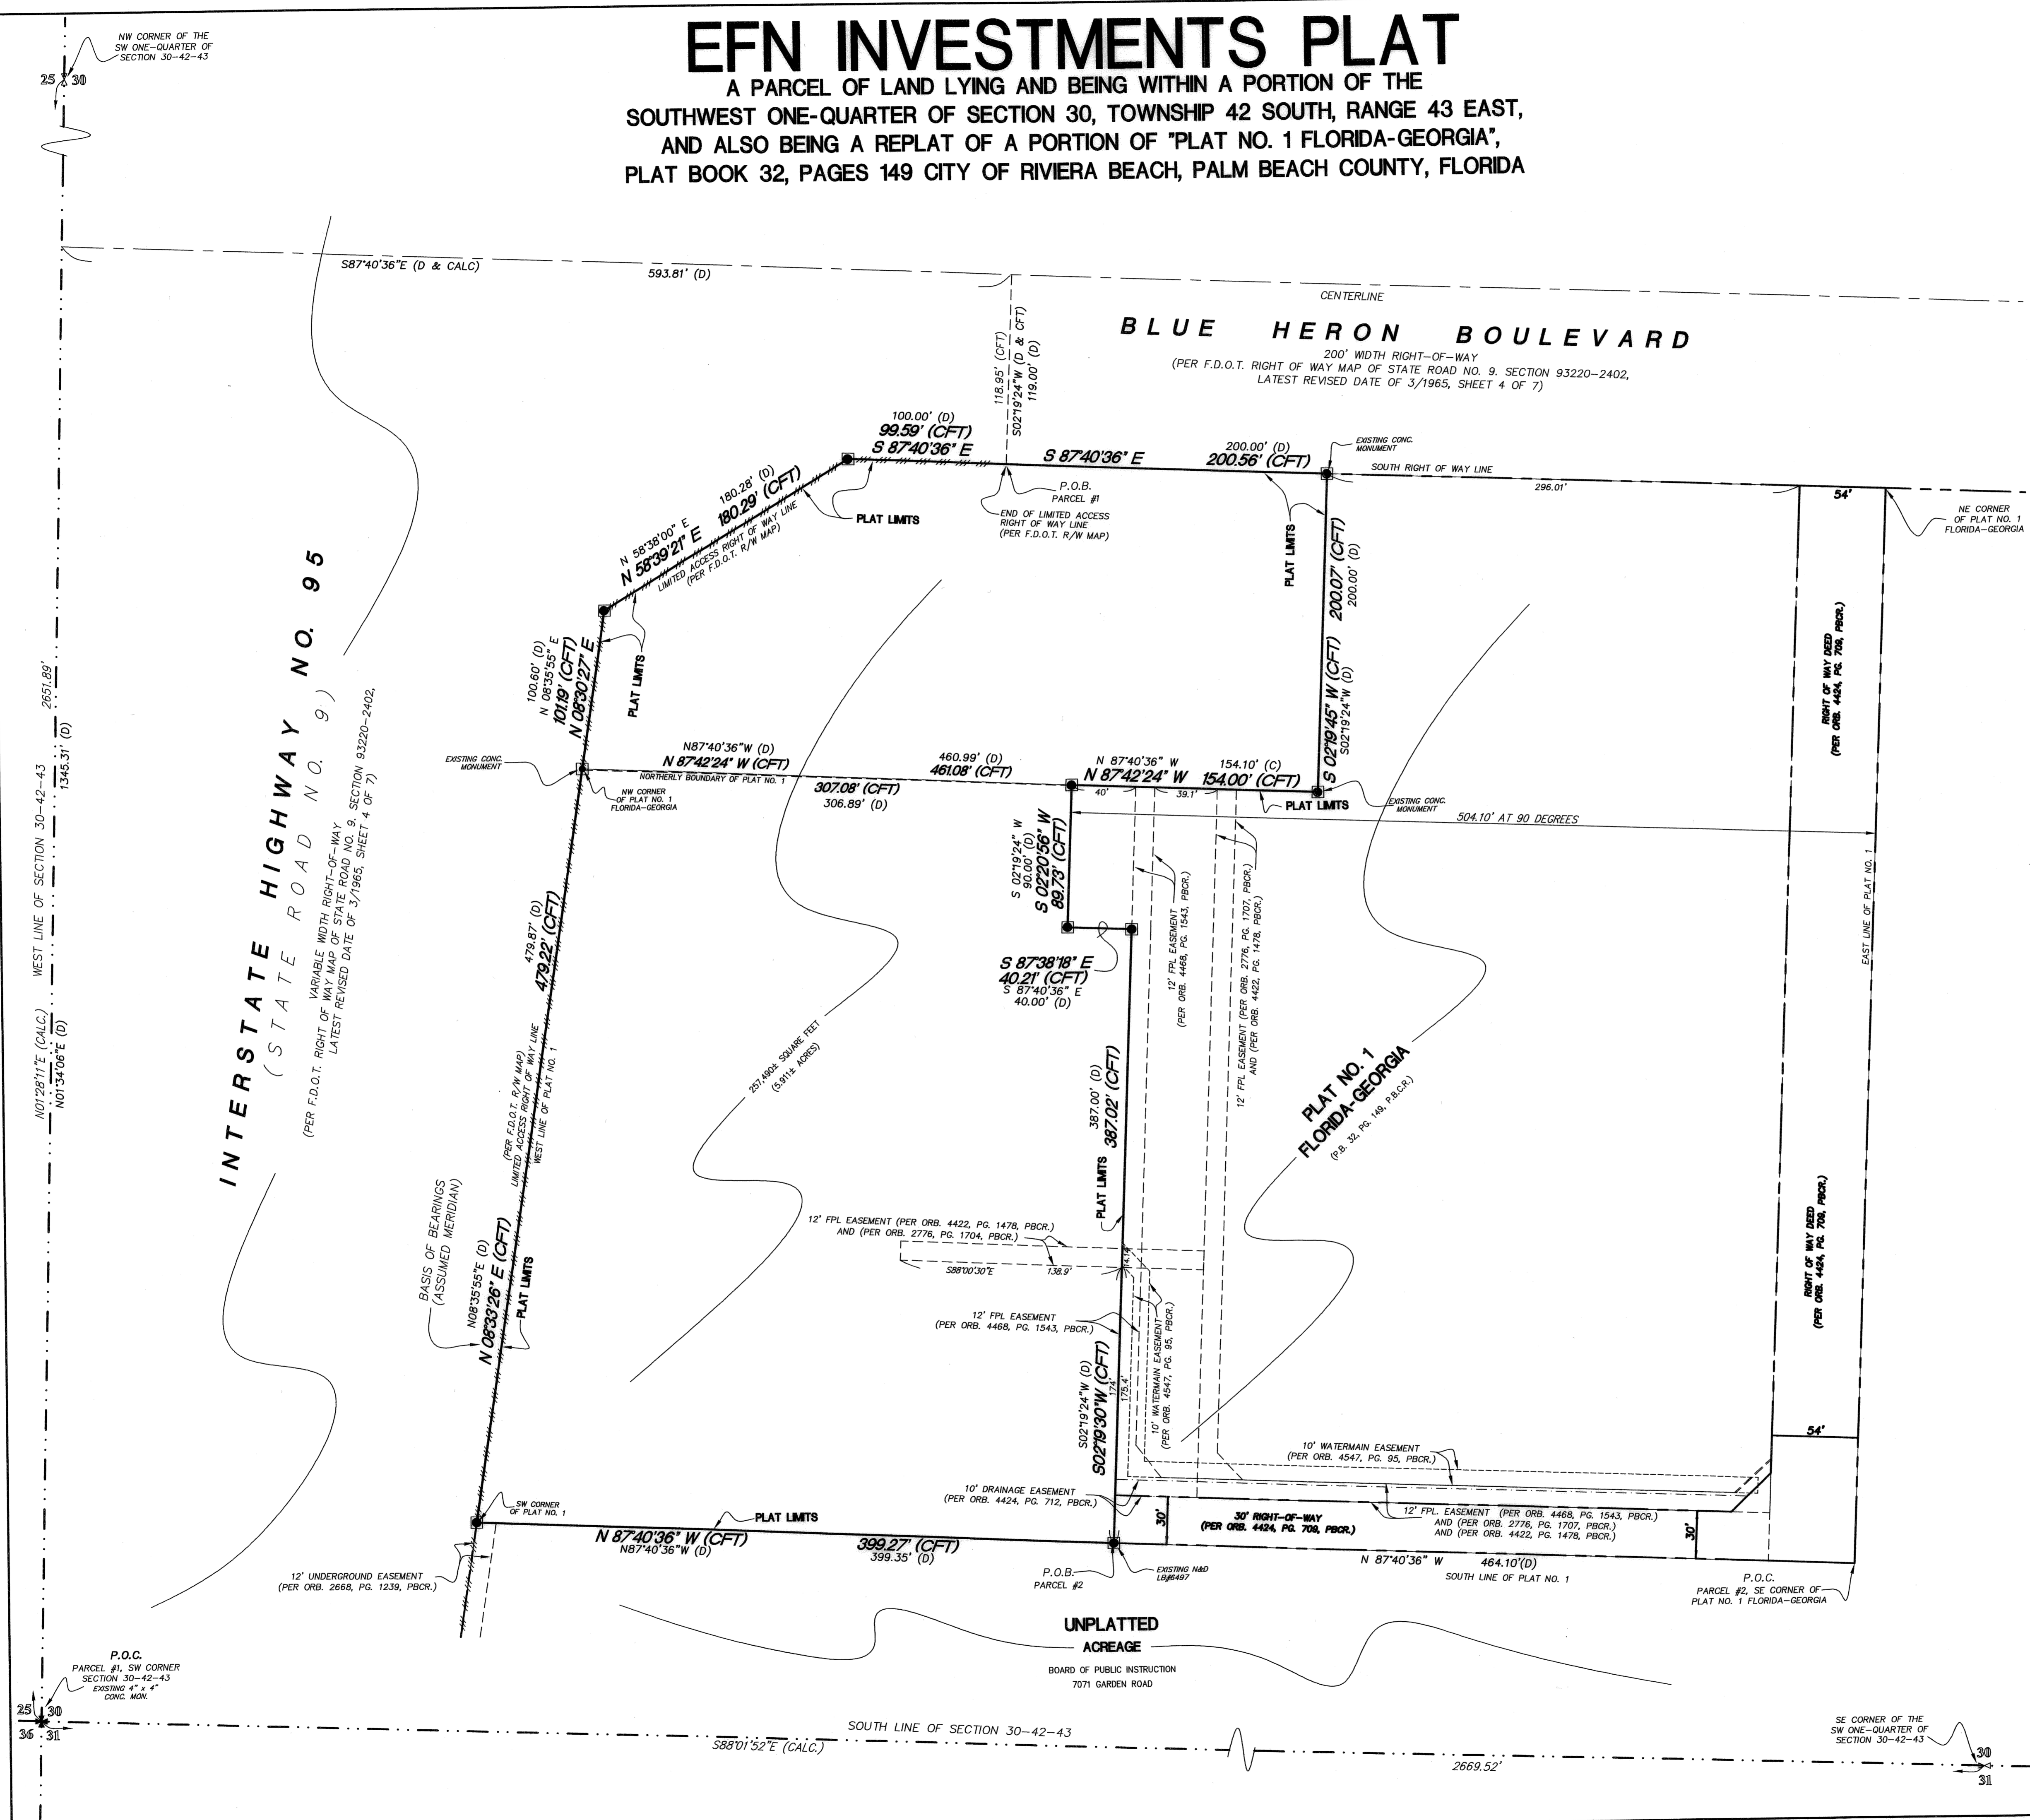 EFN INVESTMENTS PLAT
A PARCEL OF LAND LYING AND BEING WITHIN A PORTION OF THE
SOUTHWEST ONE-QUARTER OF SECTION 30, TOWNSHIP 42 SOUTH, RANGE 43 EAST,
AND ALSO BEING A REPLAT OF A PORTION OF "PLAT NO. 1 FLORIDA-GEORGIA",
PLAT BOOK 32, PAGES 149 CITY OF RIVIERA BEACH, PALM BEACH COUNTY, FLORIDA
NW CORNER OF THE
SW ONE-QUARTER OF
SECTION 30-42-43
25 30
S87°40'36"E (D & CALC)
593.81' (D)
CENTERLINE
BLUE HERON BOULEVARD
200' WIDTH RIGHT-OF-WAY
(PER F.D.O.T. RIGHT OF WAY MAP OF STATE ROAD NO. 9. SECTION 93220-2402,
LATEST REVISED DATE OF 3/1965, SHEET 4 OF 7)
118.95' (CFT)
S02°19'24"W (D & CFT)
119.00' (D)
100.00' (D)
99.59' (CFT)
S 87°40'36" E
S 87°40'36" E
200.00' (D)
200.56' (CFT)
EXISTING CONC.
MONUMENT
SOUTH RIGHT OF WAY LINE
296.01'
54'
NE CORNER
OF PLAT NO. 1
FLORIDA-GEORGIA
P.O.B.
PARCEL #1
END OF LIMITED ACCESS
RIGHT OF WAY LINE
(PER F.D.O.T. R/W MAP)
PLAT LIMITS
180.28' (D)
180.29' (CFT)
N 58°38'00" E
N 58°39'21" E
LIMITED ACCESS RIGHT OF WAY LINE
(PER F.D.O.T. R/W MAP)
PLAT LIMITS
200.07' (CFT)
200.00' (D)
S 02°19'45" W (CFT)
S02°19'24"W (D)
RIGHT OF WAY DEED
(PER ORB. 4424, PG. 709, PBCR.)
100.60' (D)
N 08°35'55" E
101.19' (CFT)
N 08°30'27" E
PLAT LIMITS
INTERSTATE HIGHWAY NO. 95
(STATE ROAD NO. 9)
VARIABLE WIDTH RIGHT-OF-WAY
(PER F.D.O.T. RIGHT OF WAY MAP OF STATE ROAD NO. 9. SECTION 93220-2402,
LATEST REVISED DATE OF 3/1965, SHEET 4 OF 7)
N01°28'11"E (CALC.) WEST LINE OF SECTION 30-42-43 2651.89'
N01°34'06"E (D)
1345.31' (D)
EXISTING CONC.
MONUMENT
N87°40'36"W (D)
N 87°42'24" W (CFT)
NORTHERLY BOUNDARY OF PLAT NO. 1
460.99' (D)
461.08' (CFT)
307.08' (CFT)
306.89' (D)
NW CORNER
OF PLAT NO. 1
FLORIDA-GEORGIA
N 87°40'36" W
N 87°42'24" W
154.10' (C)
154.00' (CFT)
40'
39.1'
PLAT LIMITS
EXISTING CONC.
MONUMENT
504.10' AT 90 DEGREES
EAST LINE OF PLAT NO. 1
S 02°19'24" W
90.00' (D)
S 02°20'56" W
89.73' (CFT)
S 87°38'18" E
40.21' (CFT)
S 87°40'36" E
40.00' (D)
12' FPL EASEMENT
(PER ORB. 4468, PG. 1543, PBCR.)
12' FPL EASEMENT (PER ORB. 2776, PG. 1707, PBCR.)
AND (PER ORB. 4422, PG. 1478, PBCR.)
479.87' (D)
479.22' (CFT)
(PER F.D.O.T. R/W MAP)
LIMITED ACCESS RIGHT OF WAY LINE
WEST LINE OF PLAT NO. 1
257,490± SQUARE FEET
(5.911± ACRES)
387.00' (D)
387.02' (CFT)
PLAT LIMITS
PLAT NO. 1
FLORIDA-GEORGIA
(P.B. 32, PG. 149, P.B.C.R.)
RIGHT OF WAY DEED
(PER ORB. 4424, PG. 709, PBCR.)
BASIS OF BEARINGS
(ASSUMED MERIDIAN)
N08°35'55"E (D)
N 08°33'26" E (CFT)
PLAT LIMITS
12' FPL EASEMENT (PER ORB. 4422, PG. 1478, PBCR.)
AND (PER ORB. 2776, PG. 1704, PBCR.)
S88°00'30"E
138.9'
14.14'
12' FPL EASEMENT
(PER ORB. 4468, PG. 1543, PBCR.)
10' WATERMAIN EASEMENT
(PER ORB. 4547, PG. 95, PBCR.)
S02°19'24"W (D)
S02°19'30"W (CFT)
174'
175.4'
10' WATERMAIN EASEMENT
(PER ORB. 4547, PG. 95, PBCR.)
54'
10' DRAINAGE EASEMENT
(PER ORB. 4424, PG. 712, PBCR.)
30'
30' RIGHT-OF-WAY
(PER ORB. 4424, PG. 709, PBCR.)
12' FPL. EASEMENT (PER ORB. 4468, PG. 1543, PBCR.)
AND (PER ORB. 2776, PG. 1707, PBCR.)
AND (PER ORB. 4422, PG. 1478, PBCR.)
30'
SW CORNER
OF PLAT NO. 1
PLAT LIMITS
N 87°40'36" W (CFT)
N87°40'36"W (D)
399.27' (CFT)
399.35' (D)
12' UNDERGROUND EASEMENT
(PER ORB. 2668, PG. 1239, PBCR.)
P.O.B.
PARCEL #2
EXISTING N&D
LB#6497
N 87°40'36" W 464.10'(D)
SOUTH LINE OF PLAT NO. 1
P.O.C.
PARCEL #2, SE CORNER OF
PLAT NO. 1 FLORIDA-GEORGIA
UNPLATTED
ACREAGE
BOARD OF PUBLIC INSTRUCTION
7071 GARDEN ROAD
P.O.C.
PARCEL #1, SW CORNER
SECTION 30-42-43
EXISTING 4" x 4"
CONC. MON.
25 30
36 31
SOUTH LINE OF SECTION 30-42-43
S88°01'52"E (CALC.)
2669.52'
SE CORNER OF THE
SW ONE-QUARTER OF
SECTION 30-42-43
30
31